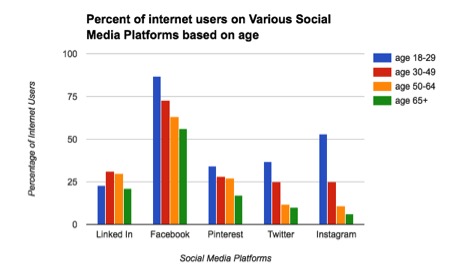 Percent of internet users on Various Social
Media Platforms based on age
100
75
50
25
0
Percentage of Internet Users
age 18-29
age 30-49
age 50-64
age 65+
Linked In
Facebook
Pinterest
Twitter
Instagram
Social Media Platforms